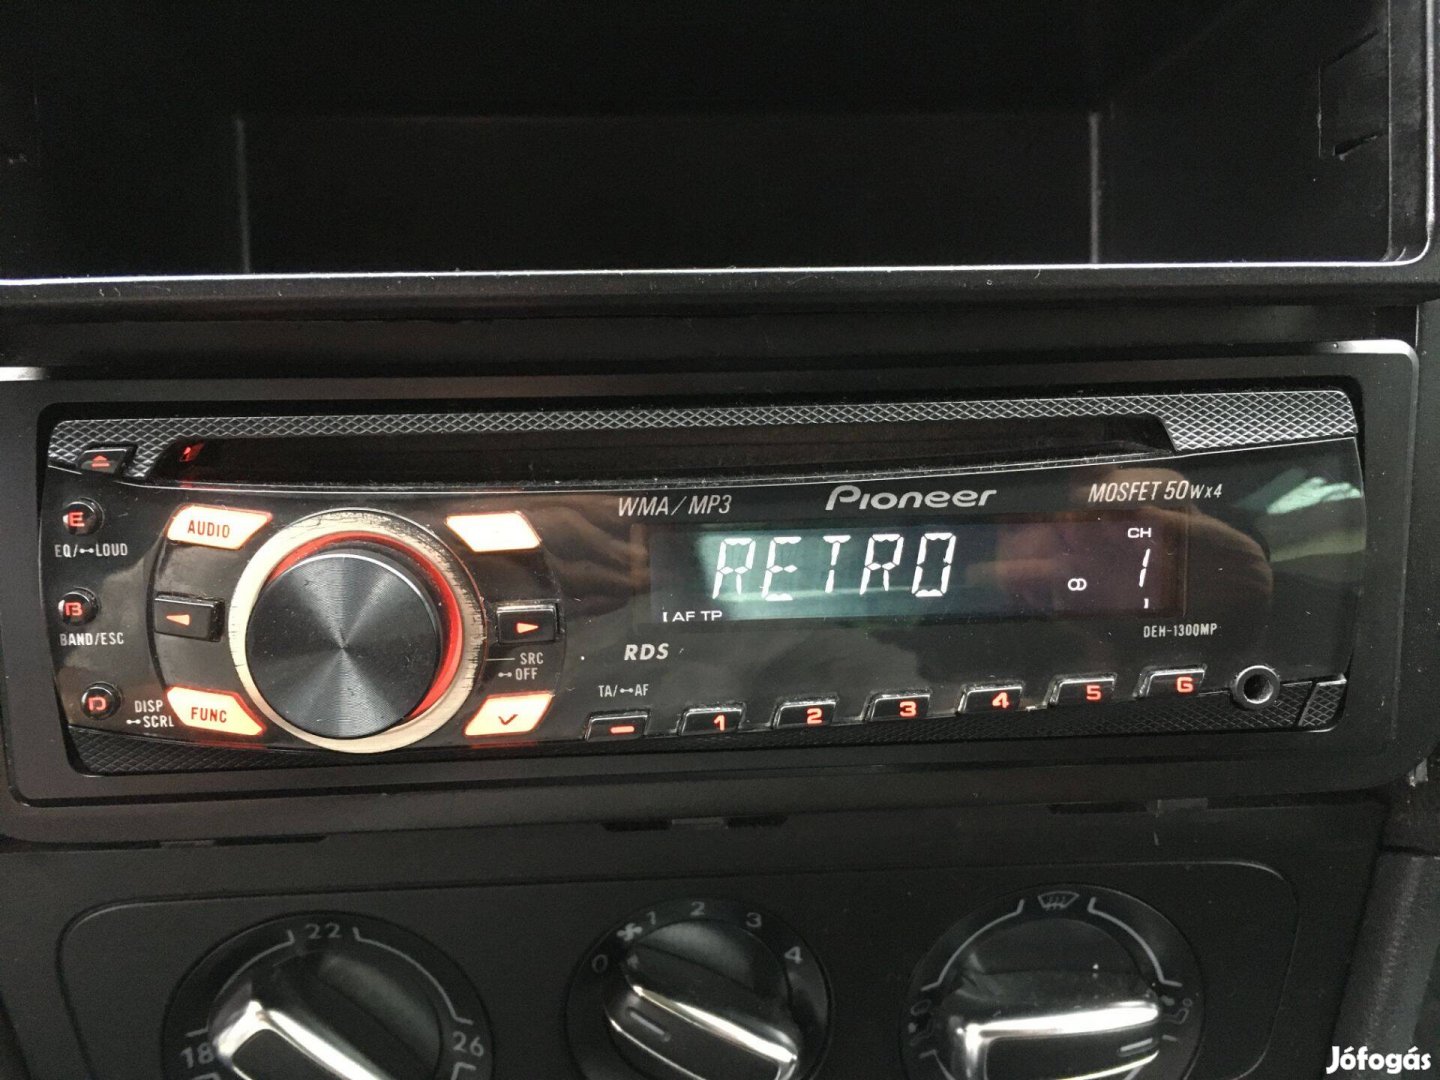 WMA/MP3
Pioneer
MOSFET 50Wx4
E
AUDIO
EQ/LOUD
RETRO
CH
1
B
BAND/ESC
AF TP
DEH-1300MP
RDS
SRC
OFF
TA/AF
D
DISP
SCRL
FUNC
1 2 3 4 5 6
22
18
26
0 1 2 3 4
Jófogás